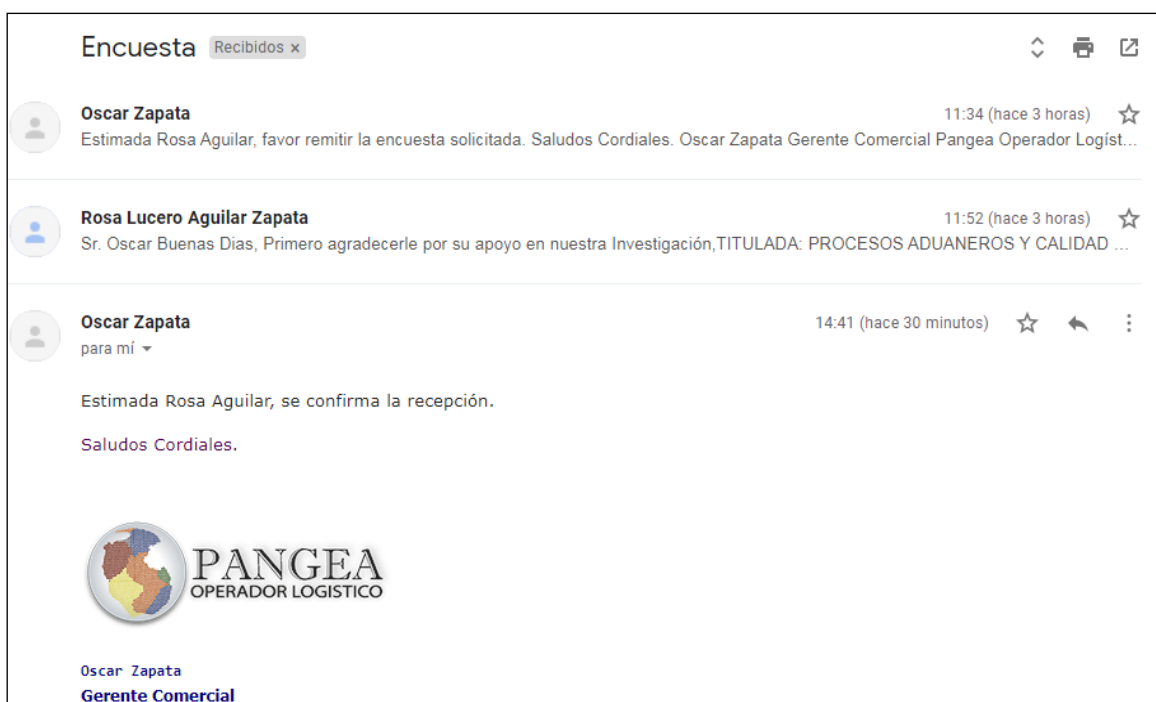 Encuesta Recibidos x
Oscar Zapata 11:34 (hace 3 horas)
Estimada Rosa Aguilar, favor remitir la encuesta solicitada. Saludos Cordiales. Oscar Zapata Gerente Comercial Pangea Operador Logíst...
Rosa Lucero Aguilar Zapata 11:52 (hace 3 horas)
Sr. Oscar Buenas Dias, Primero agradecerle por su apoyo en nuestra Investigación,TITULADA: PROCESOS ADUANEROS Y CALIDAD ...
Oscar Zapata 14:41 (hace 30 minutos)
para mí
Estimada Rosa Aguilar, se confirma la recepción.
Saludos Cordiales.
PANGEA
OPERADOR LOGISTICO
Oscar Zapata
Gerente Comercial